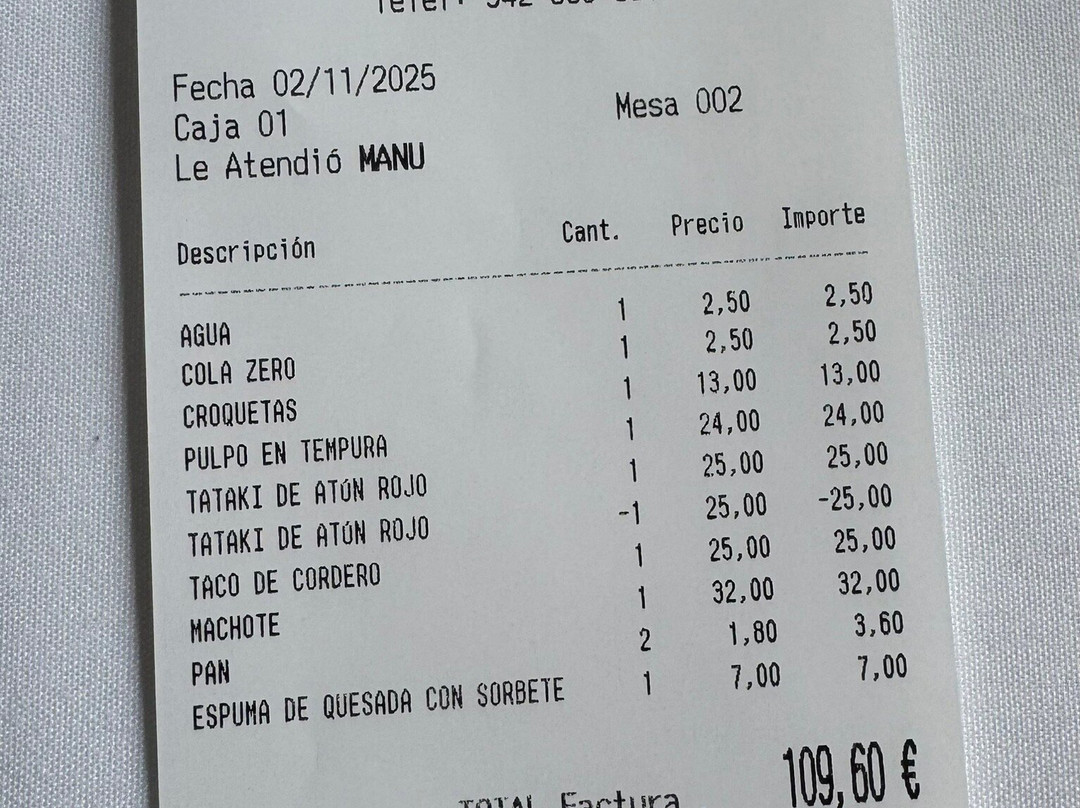 Fecha 02/11/2025
Caja 01 Mesa 002
Le Atendió MANU
Descripción Cant. Precio Importe
AGUA 1 2,50 2,50
COLA ZERO 1 2,50 2,50
CROQUETAS 1 13,00 13,00
PULPO EN TEMPURA 1 24,00 24,00
TATAKI DE ATÚN ROJO 1 25,00 25,00
TATAKI DE ATÚN ROJO -1 25,00 -25,00
TACO DE CORDERO 1 25,00 25,00
MACHOTE 1 32,00 32,00
PAN 2 1,80 3,60
ESPUMA DE QUESADA CON SORBETE 1 7,00 7,00
TOTAL Factura 109,60 €